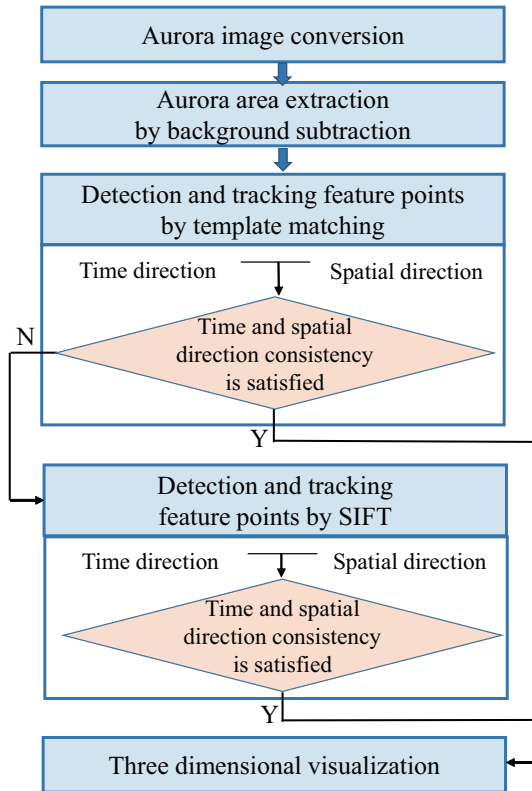 Aurora image conversion
Aurora area extraction
by background subtraction
Detection and tracking feature points
by template matching
Time direction
Spatial direction
N
Time and spatial
direction consistency
is satisfied
Y
Detection and tracking
feature points by SIFT
Time direction
Spatial direction
Time and spatial
direction consistency
is satisfied
Y
Three dimensional visualization